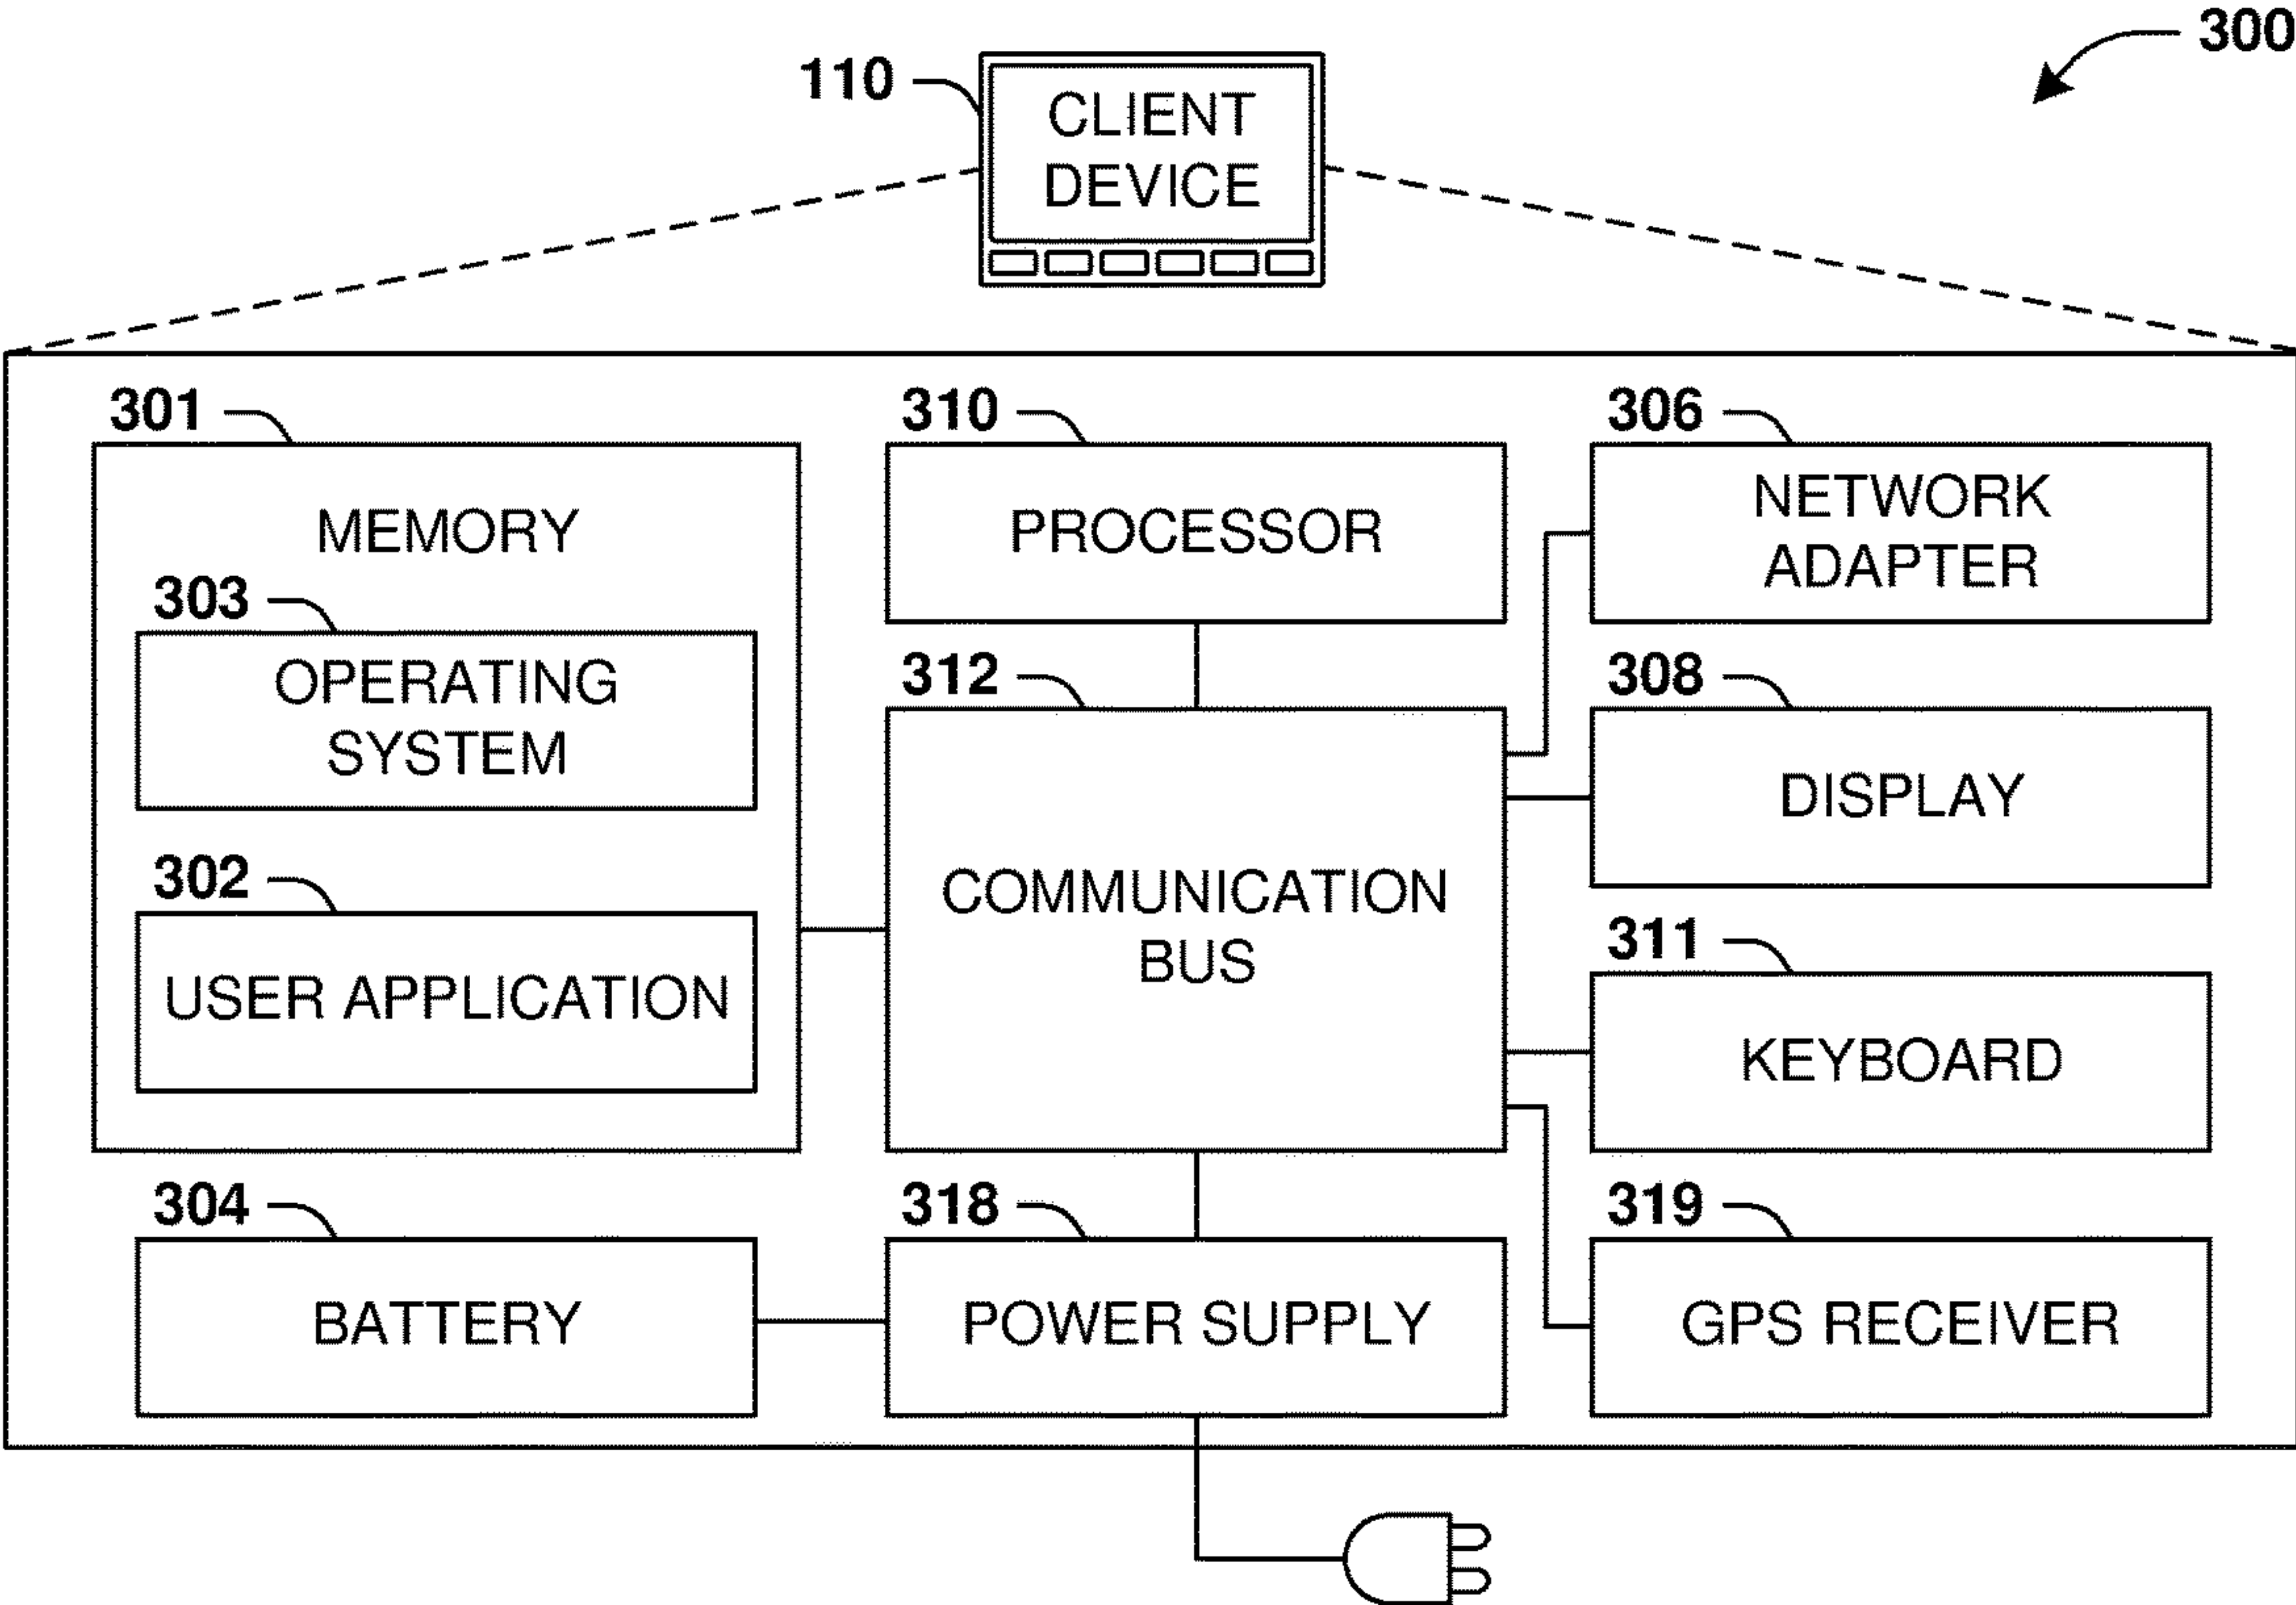 300
110
CLIENT
DEVICE
301
MEMORY
303
OPERATING
SYSTEM
302
USER APPLICATION
304
BATTERY
310
PROCESSOR
312
COMMUNICATION
BUS
318
POWER SUPPLY
306
NETWORK
ADAPTER
308
DISPLAY
311
KEYBOARD
319
GPS RECEIVER